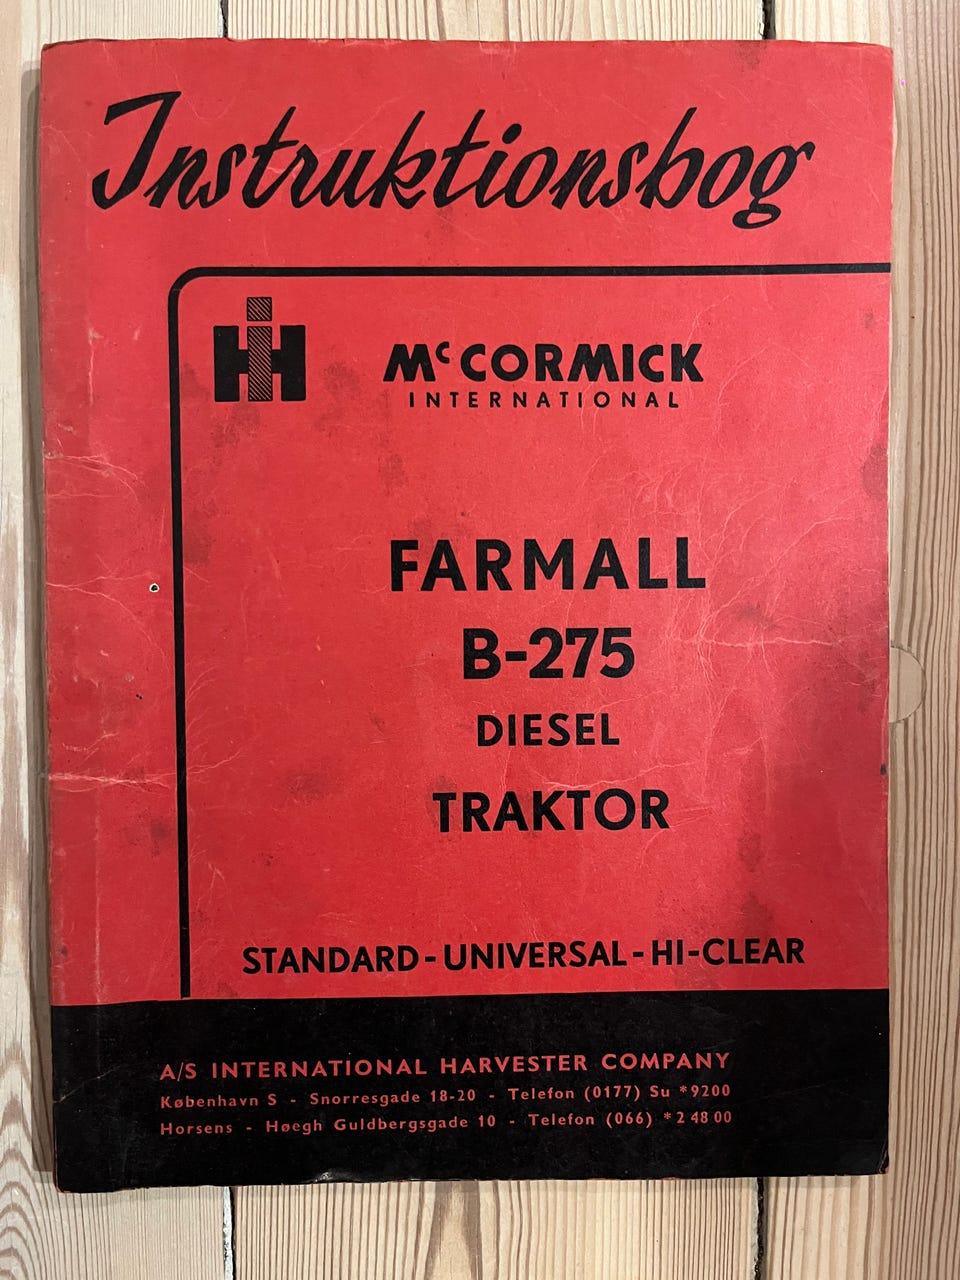 Instruktionsbog
IH
McCORMICK
INTERNATIONAL
FARMALL
B-275
DIESEL
TRAKTOR
STANDARD - UNIVERSAL - HI-CLEAR
A/S INTERNATIONAL HARVESTER COMPANY
København S - Snorresgade 18-20 - Telefon (0177) Su *9200
Horsens - Høegh Guldbergsgade 10 - Telefon (066) *2 48 00